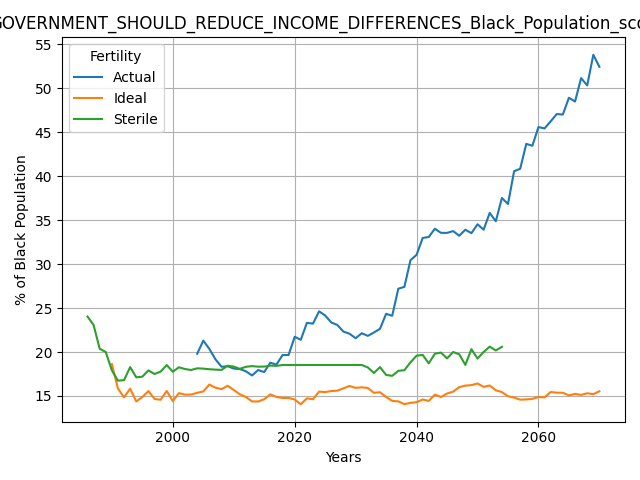 GOVERNMENT_SHOULD_REDUCE_INCOME_DIFFERENCES_Black_Population_sco
Fertility
Actual
Ideal
Sterile
% of Black Population
55
50
45
40
35
30
25
20
15
2000 2020 2040 2060
Years